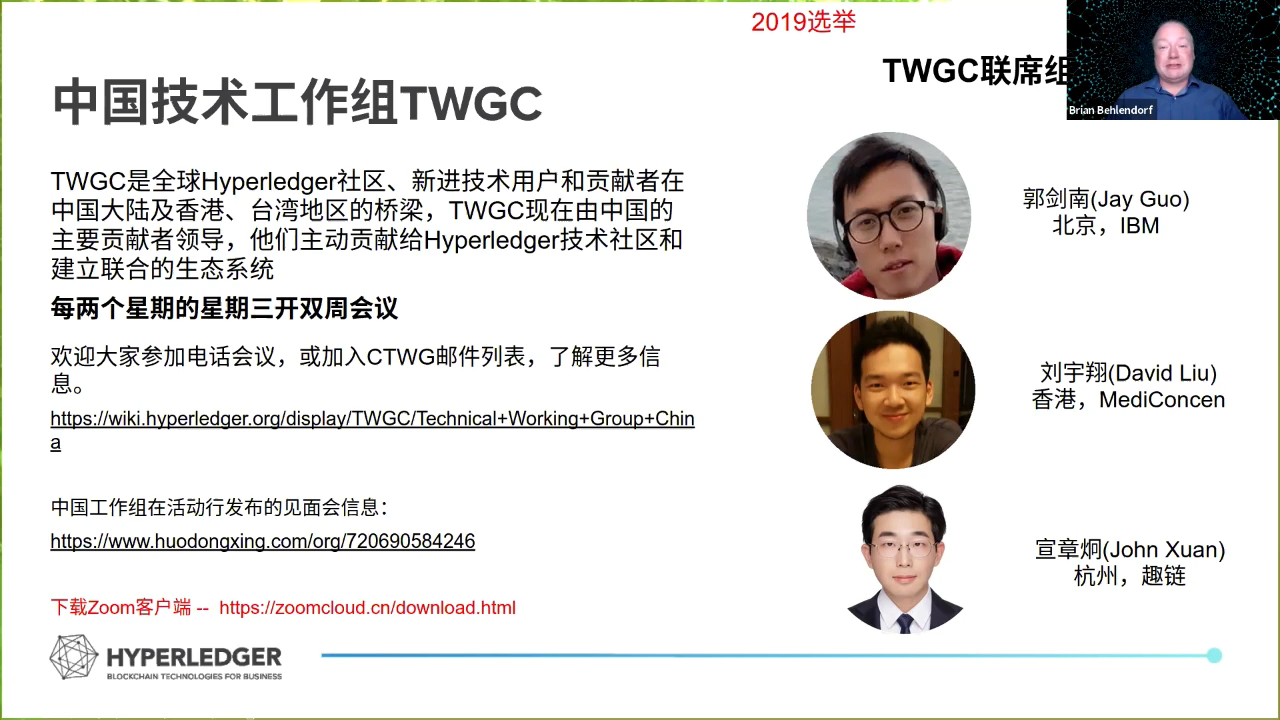 2019选举
TWGC联席组
Brian Behlendorf
中国技术工作组TWGC
TWGC是全球Hyperledger社区、新进技术用户和贡献者在
中国大陆及香港、台湾地区的桥梁，TWGC现在由中国的
主要贡献者领导，他们主动贡献给Hyperledger技术社区和
建立联合的生态系统
每两个星期的星期三开双周会议
欢迎大家参加电话会议，或加入CTWG邮件列表，了解更多信
息。
https://wiki.hyperledger.org/display/TWGC/Technical+Working+Group+Chin
a
中国工作组在活动行发布的见面会信息：
https://www.huodongxing.com/org/720690584246
下载Zoom客户端 -- https://zoomcloud.cn/download.html
郭剑南(Jay Guo)
北京，IBM
刘宇翔(David Liu)
香港，MediConcen
宣章炯(John Xuan)
杭州，趣链
HYPERLEDGER
BLOCKCHAIN TECHNOLOGIES FOR BUSINESS